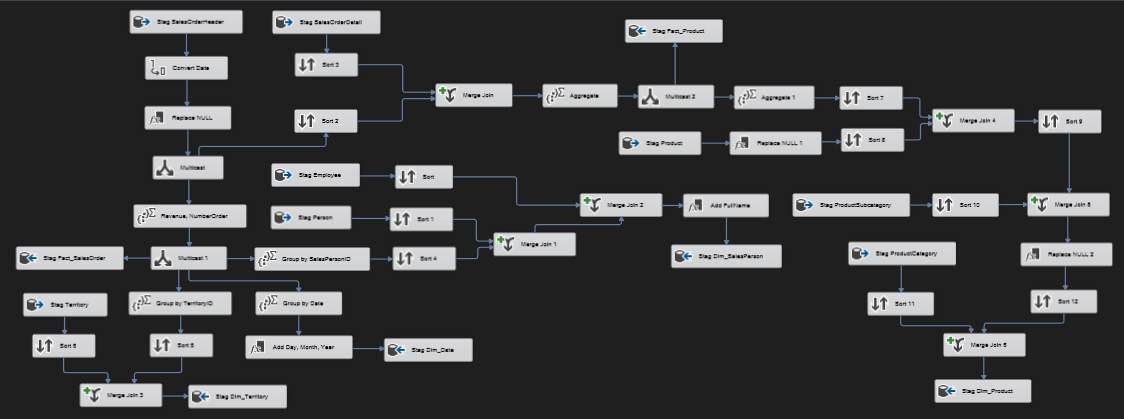 Stag SalesOrderHeader
Stag SalesOrderDetail
Stag Fact_Product
Convert Date
Sort 3
Merge Join
Aggregate
Multicast 2
Aggregate 1
Sort 7
Replace NULL
Sort 2
Merge Join 4
Sort 9
Stag Product
Replace NULL 1
Sort 8
Multicast
Stag Employee
Sort
Revenue, NumberOrder
Stag Person
Sort 1
Merge Join 2
Add FullName
Stag ProductSubcategory
Sort 10
Merge Join 5
Merge Join 1
Stag Fact_SalesOrder
Multicast 1
Group by SalesPersonID
Sort 4
Stag Dim_SalesPerson
Stag ProductCategory
Replace NULL 2
Stag Territory
Group by TerritoryID
Group by Date
Sort 11
Sort 12
Sort 6
Sort 5
Add Day, Month, Year
Stag Dim_Date
Merge Join 6
Merge Join 3
Stag Dim_Territory
Stag Dim_Product